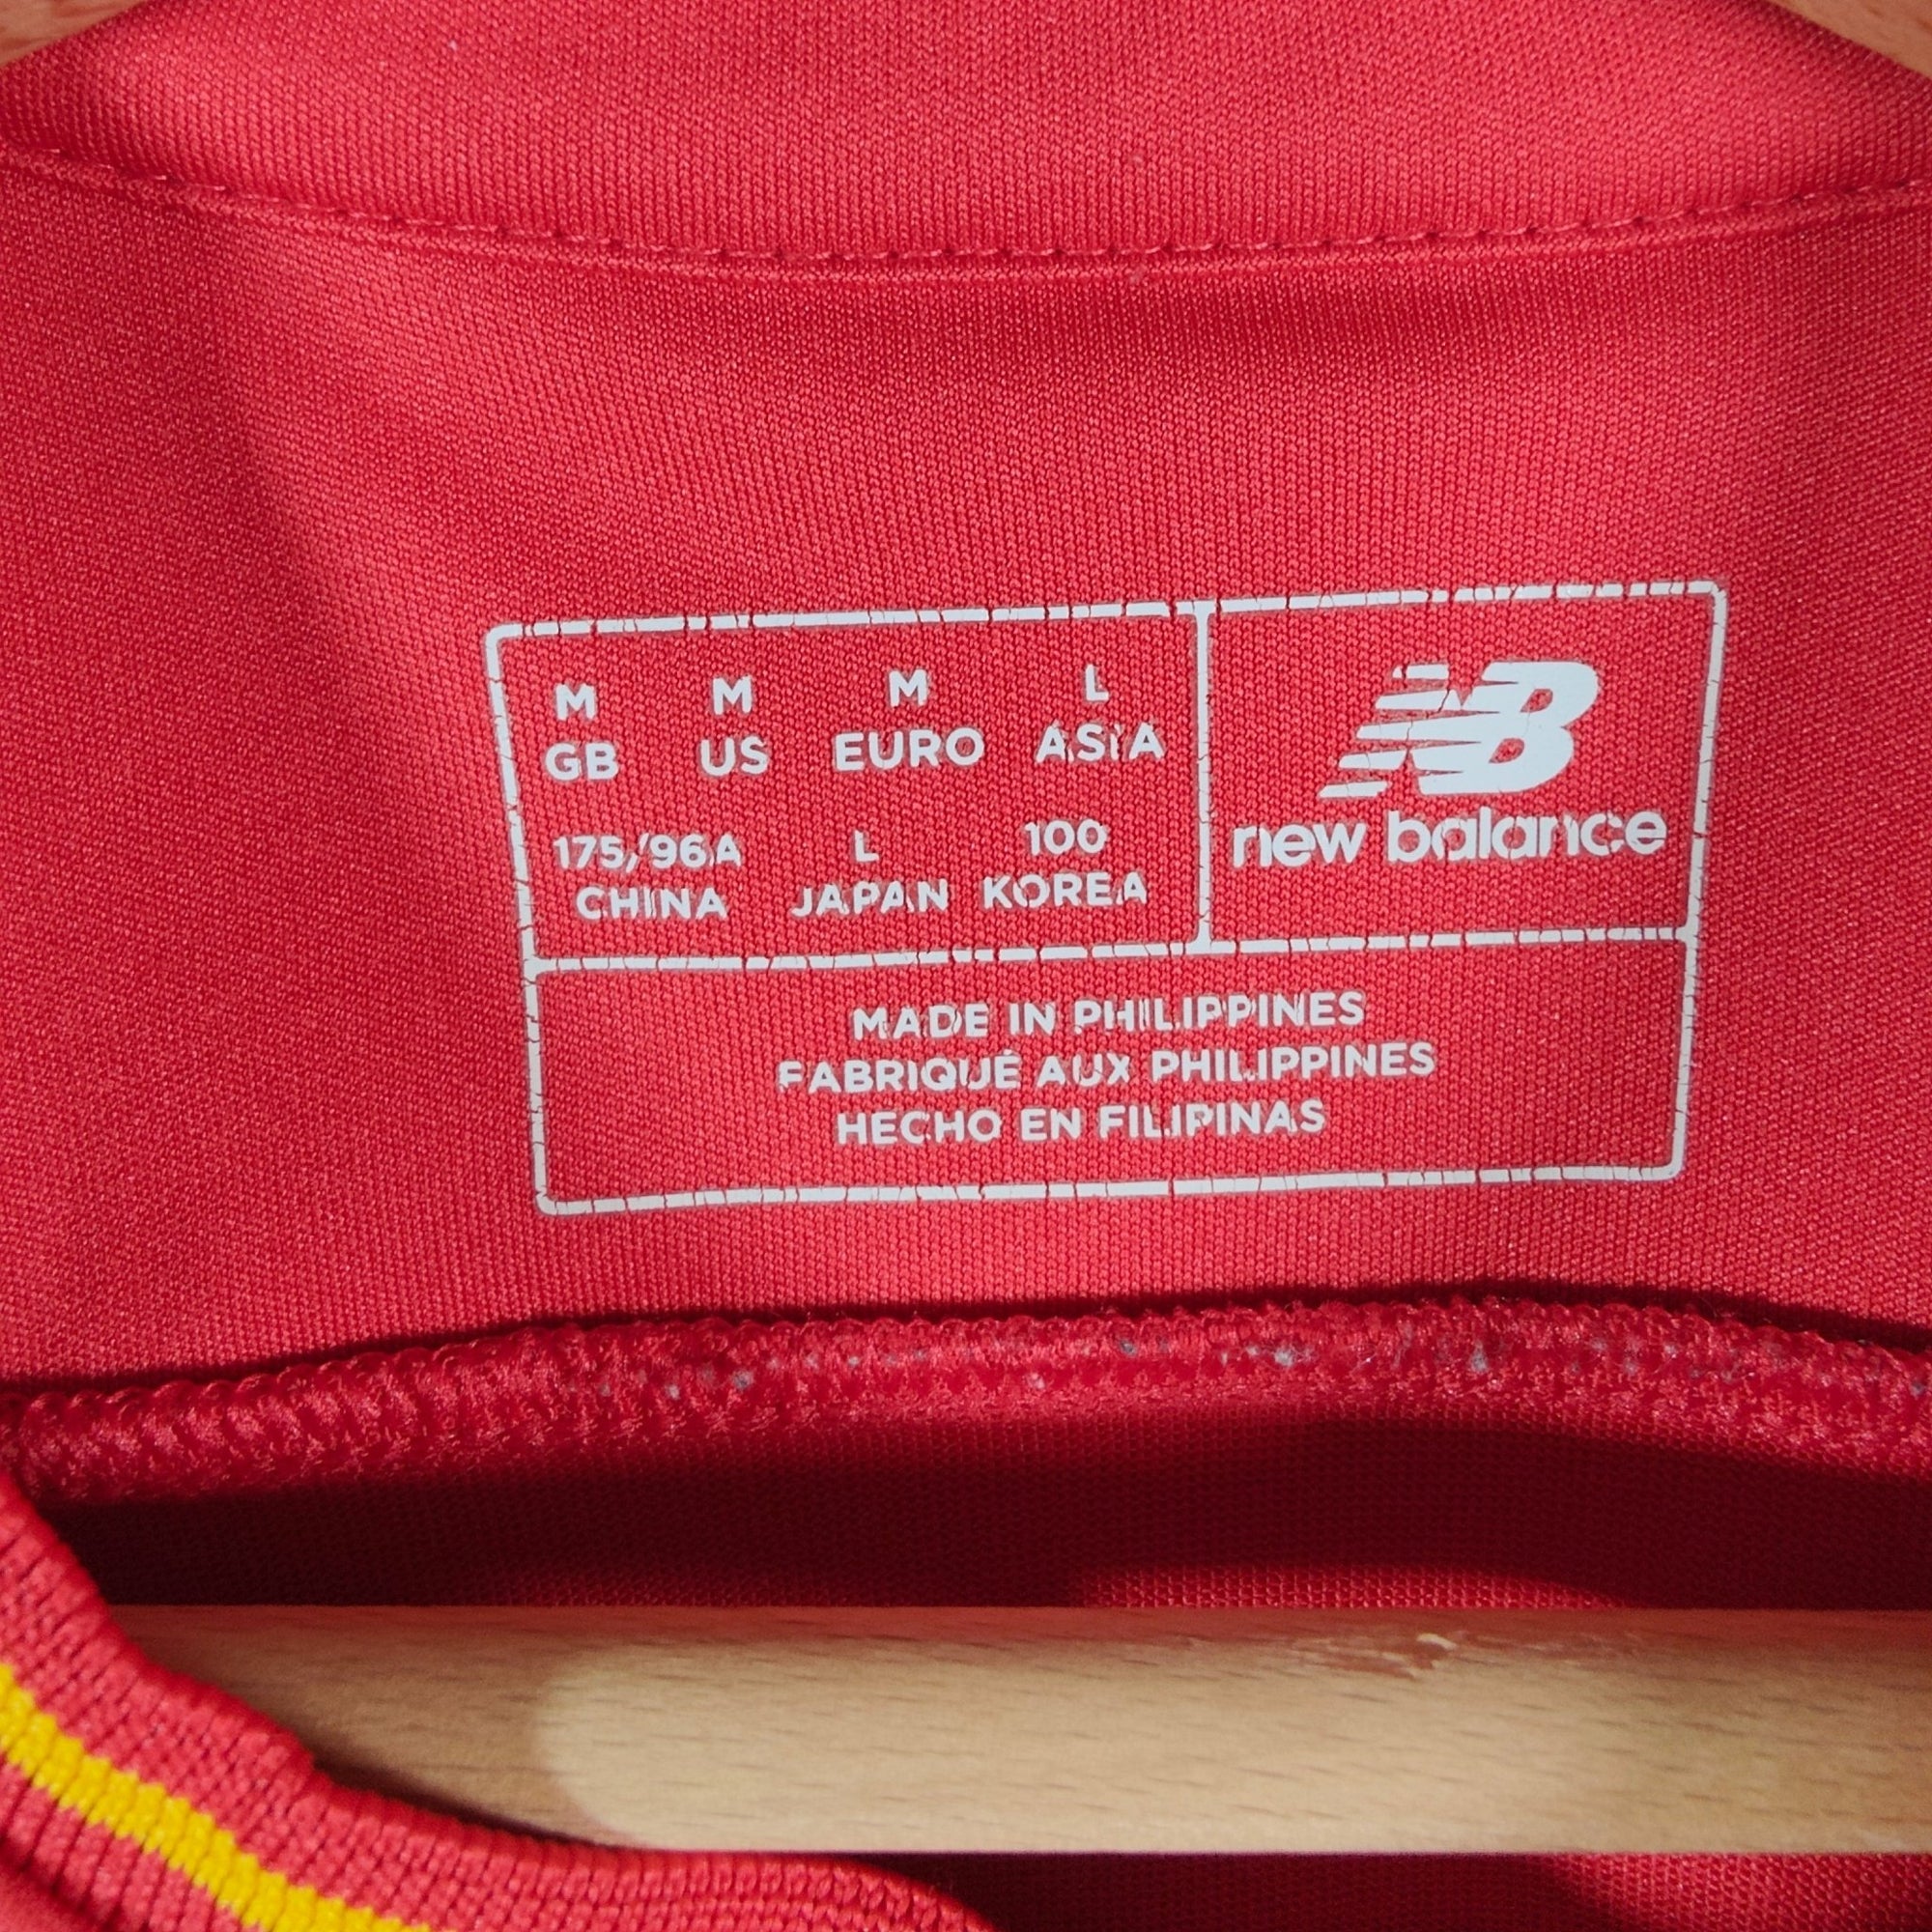 M M M L
GB US EURO ASIA
175/96A L 100
CHINA JAPAN KOREA
NB
new balance
MADE IN PHILIPPINES
FABRIQUÉ AUX PHILIPPINES
HECHO EN FILIPINAS